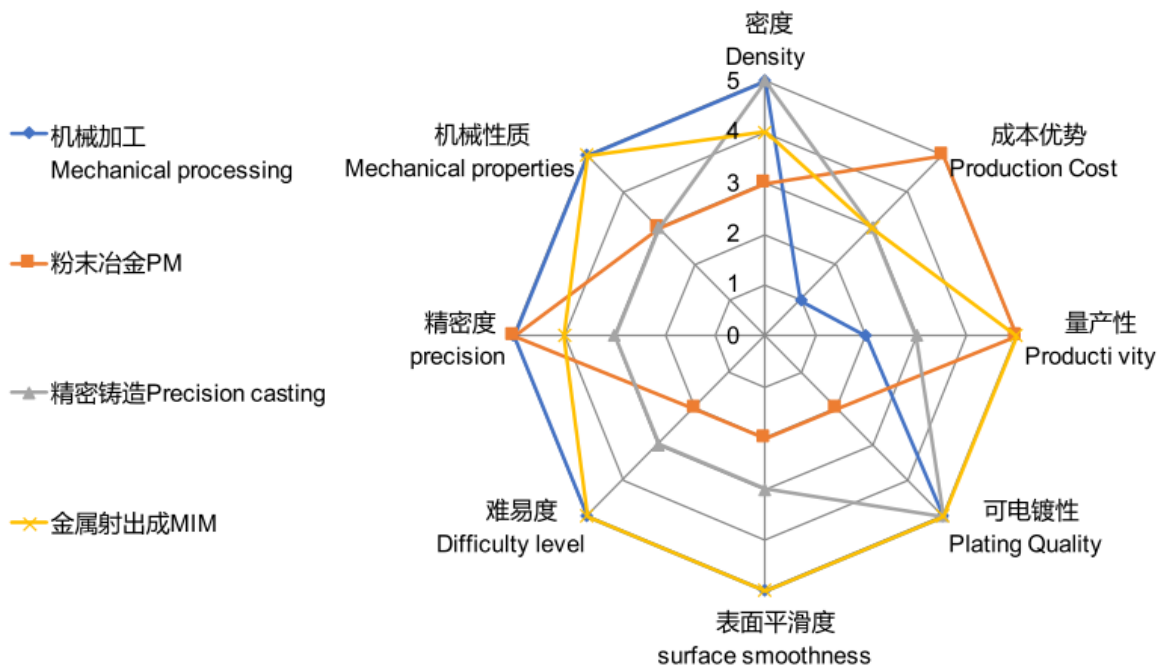 密度
Density
5
4
3
2
1
0
成本优势
Production Cost
量产性
Producti vity
可电镀性
Plating Quality
表面平滑度
surface smoothness
难易度
Difficulty level
精密度
precision
机械性质
Mechanical properties
机械加工
Mechanical processing
粉末冶金PM
精密铸造Precision casting
金属射出成MIM